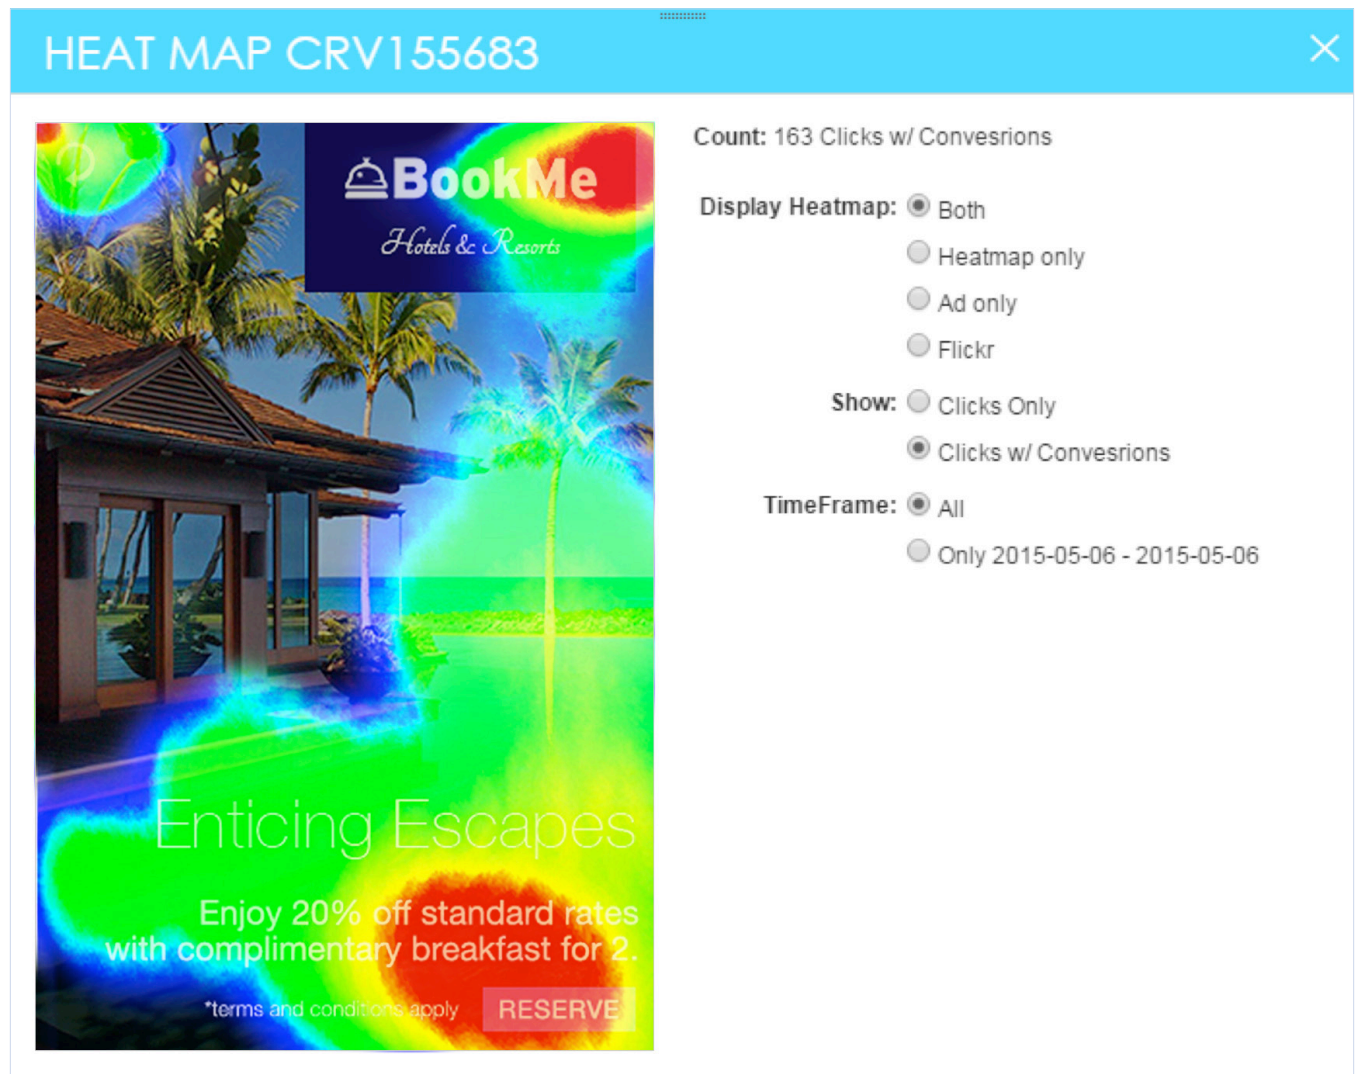 HEAT MAP CRV155683
BookMe
Hotels & Resorts
Enticing Escapes
Enjoy 20% off standard rates
with complimentary breakfast for 2.
*terms and conditions apply
RESERVE
Count: 163 Clicks w/ Convesrions
Display Heatmap: Both
Heatmap only
Ad only
Flickr
Show: Clicks Only
Clicks w/ Convesrions
TimeFrame: All
Only 2015-05-06 - 2015-05-06